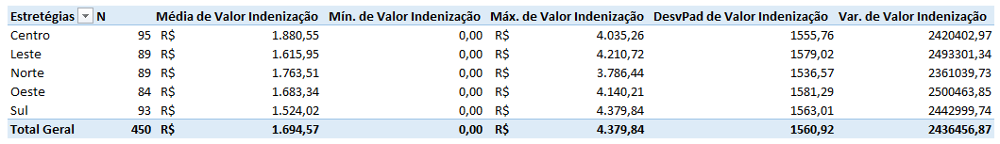 Estretégias N Média de Valor Indenização Mín. de Valor Indenização Máx. de Valor Indenização DesvPad de Valor Indenização Var. de Valor Indenização
Centro 95 R$ 1.880,55 0,00 R$ 4.035,26 1555,76 2420402,97
Leste 89 R$ 1.615,95 0,00 R$ 4.210,72 1579,02 2493301,34
Norte 89 R$ 1.763,51 0,00 R$ 3.786,44 1536,57 2361039,73
Oeste 84 R$ 1.683,34 0,00 R$ 4.140,21 1581,29 2500463,85
Sul 93 R$ 1.524,02 0,00 R$ 4.379,84 1563,01 2442999,74
Total Geral 450 R$ 1.694,57 0,00 R$ 4.379,84 1560,92 2436456,87